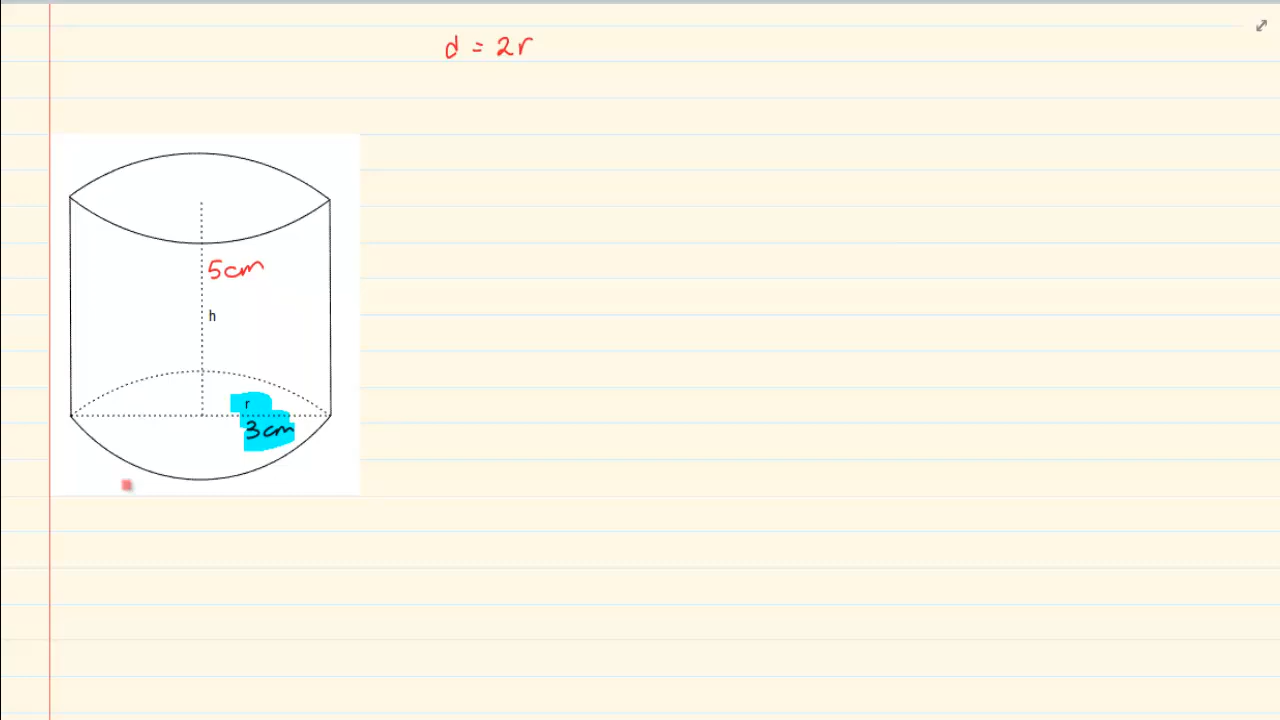 d = 2r
5cm
h
r
3cm